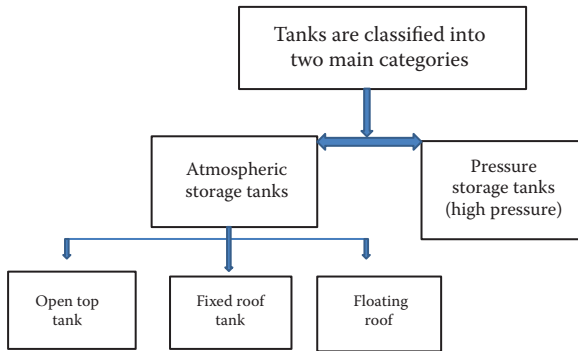 Tanks are classified into
two main categories
Atmospheric
storage tanks
Pressure
storage tanks
(high pressure)
Open top
tank
Fixed roof
tank
Floating
roof